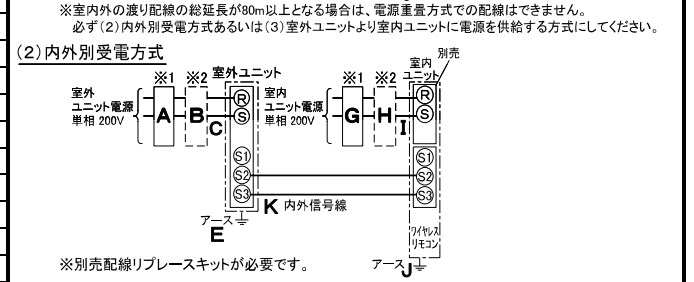 ※室内外の渡り配線の総延長が80m以上となる場合は、電源重畳方式での配線はできません。
必ず(2)内外別受電方式あるいは(3)室外ユニットより室内ユニットに電源を供給する方式にしてください。
(2)内外別受電方式
※1 ※2 室外ユニット
室外
ユニット電源
単相 200V
A B C
R
S
S1
S2
S3
アース
E
※1 ※2 室内
ユニット
別売
室内
ユニット電源
単相 200V
G H I
R
S
S1
S2
S3
K 内外信号線
ワイヤレス
リモコン
アース J
※別売配線リプレースキットが必要です。